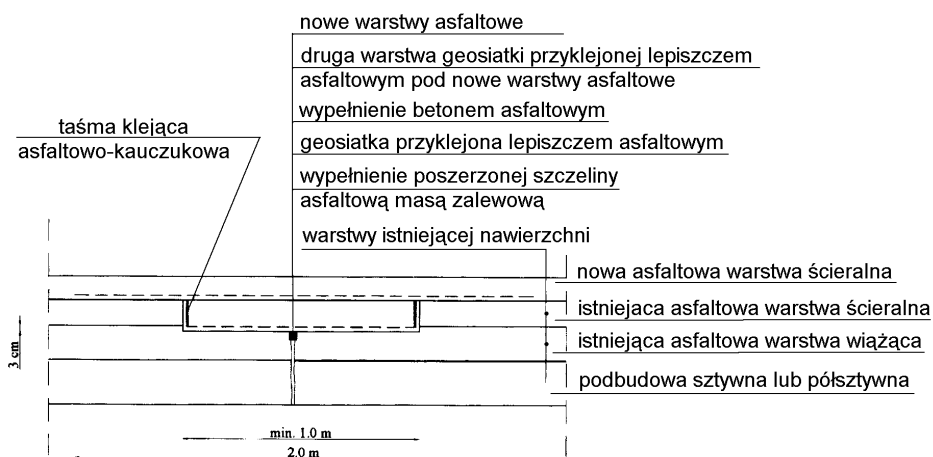 nowe warstwy asfaltowe
druga warstwa geosiatki przyklejonej lepiszczem
asfaltowym pod nowe warstwy asfaltowe
wypełnienie betonem asfaltowym
taśma klejąca
asfaltowo-kauczukowa
geosiatka przyklejona lepiszczem asfaltowym
wypełnienie poszerzonej szczeliny
asfaltową masą zalewową
warstwy istniejącej nawierzchni
nowa asfaltowa warstwa ścieralna
istniejaca asfaltowa warstwa ścieralna
istniejąca asfaltowa warstwa wiążąca
podbudowa sztywna lub półsztywna
3 cm
min. 1.0 m
2.0 m